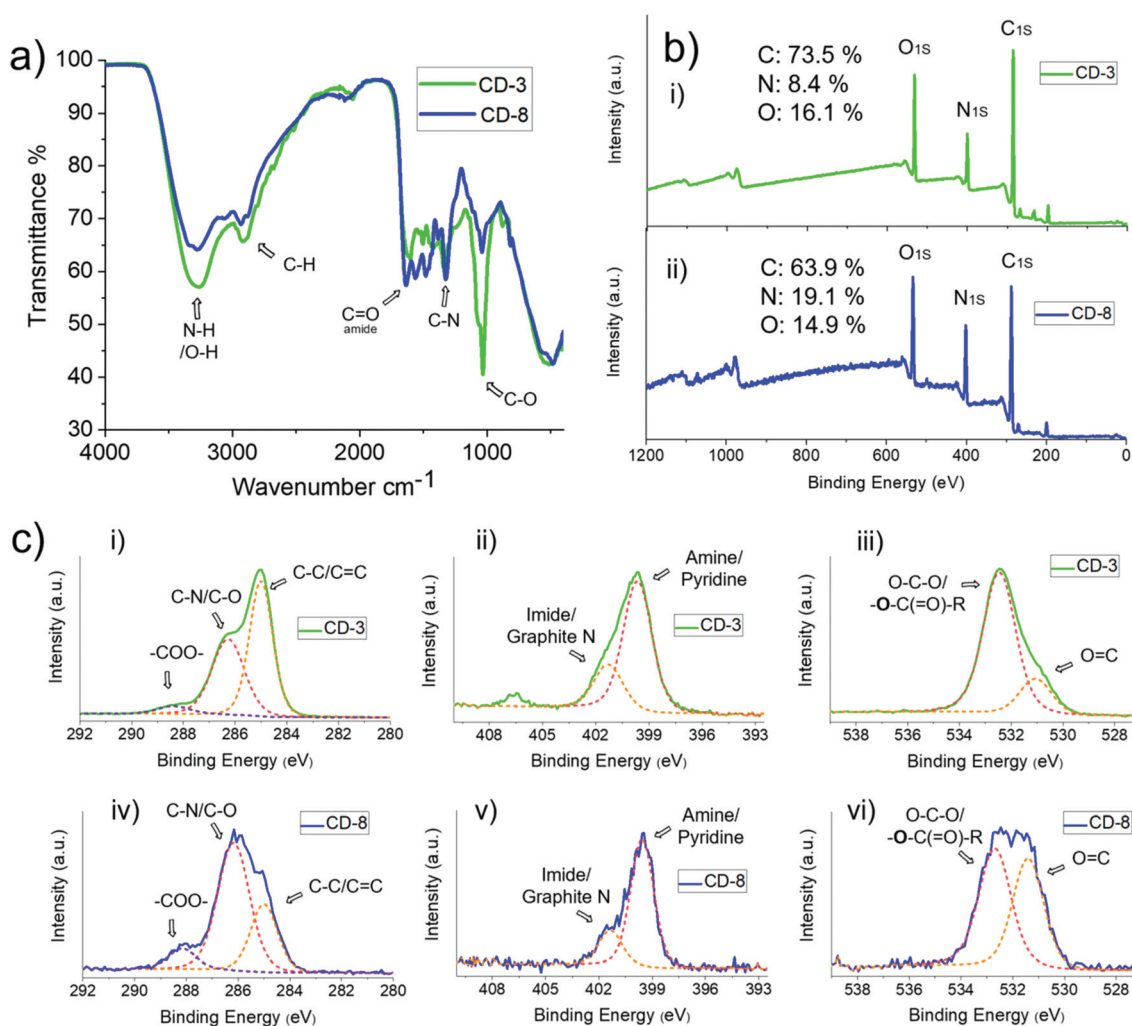 a)
100
90
80
70
60
50
40
30
4000
3000
2000
1000
Transmittance %
Wavenumber cm-1
CD-3
CD-8
C-H
N-H
/O-H
C=O
amide
C-N
C-O
b)
i)
C: 73.5 %
N: 8.4 %
O: 16.1 %
O1S
N1S
C1S
CD-3
Intensity (a.u.)
ii)
C: 63.9 %
N: 19.1 %
O: 14.9 %
O1S
N1S
C1S
CD-8
Intensity (a.u.)
1200 1000 800 600 400 200 0
Binding Energy (eV)
c)
i)
C-C/C=C
C-N/C-O
CD-3
-COO-
Intensity (a.u.)
292 290 288 286 284 282 280
Binding Energy (eV)
ii)
Amine/
Pyridine
Imide/
Graphite N
CD-3
Intensity (a.u.)
408 405 402 399 396 393
Binding Energy (eV)
iii)
CD-3
O-C-O/
-O-C(=O)-R
O=C
Intensity (a.u.)
538 536 534 532 530 528
Binding Energy (eV)
iv)
C-N/C-O
CD-8
-COO-
C-C/C=C
Intensity (a.u.)
292 290 288 286 284 282 280
Binding Energy (eV)
v)
Amine/
Pyridine
Imide/
Graphite N
CD-8
Intensity (a.u.)
408 405 402 399 396 393
Binding Energy (eV)
vi)
O-C-O/
-O-C(=O)-R
CD-8
O=C
Intensity (a.u.)
538 536 534 532 530 528
Binding Energy (eV)